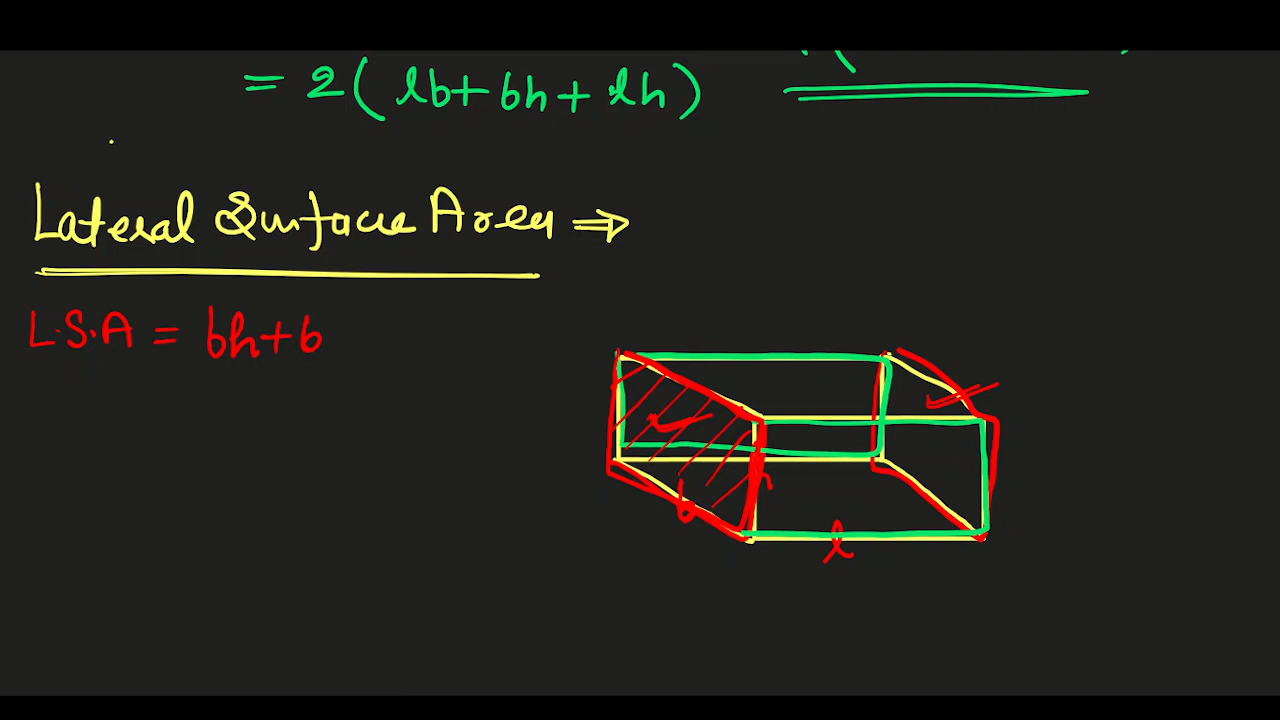 = 2(lb+bh+lh)
Lateral Surface Area ⇒
L.S.A = bh+b
h
b
l